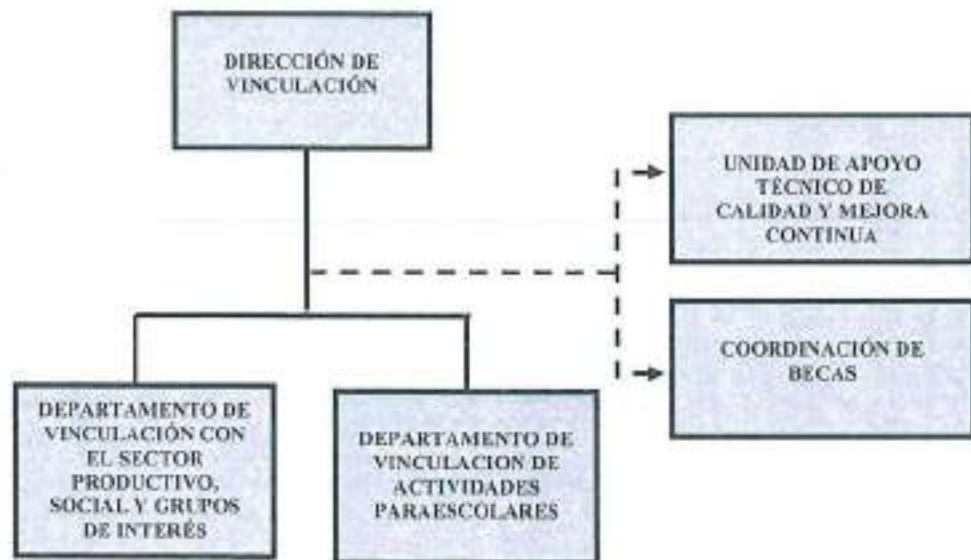 DIRECCIÓN DE
VINCULACIÓN
UNIDAD DE APOYO
TÉCNICO DE
CALIDAD Y MEJORA
CONTINUA
COORDINACIÓN DE
BECAS
DEPARTAMENTO DE
VINCULACIÓN CON
EL SECTOR
PRODUCTIVO,
SOCIAL Y GRUPOS
DE INTERÉS
DEPARTAMENTO DE
VINCULACION DE
ACTIVIDADES
PARAESCOLARES